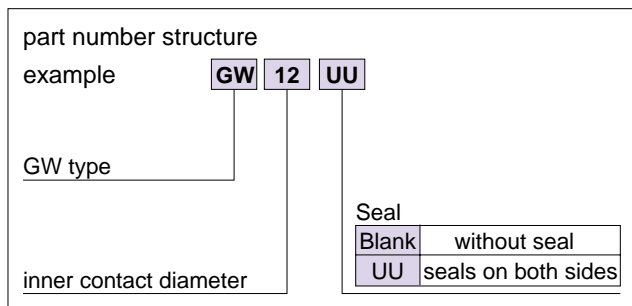 part number structure
example GW 12 UU
GW type
Seal
Blank without seal
UU seals on both sides
inner contact diameter